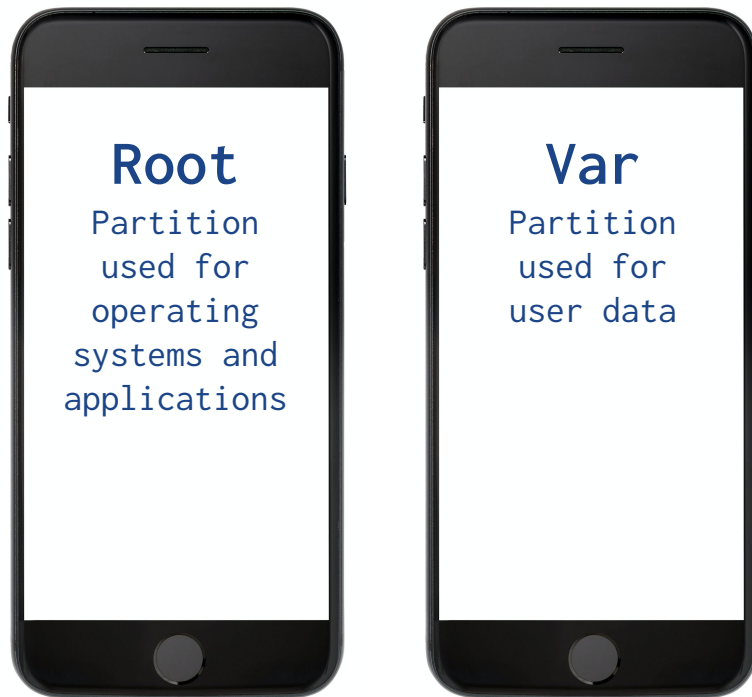 Root
Partition
used for
operating
systems and
applications
Var
Partition
used for
user data